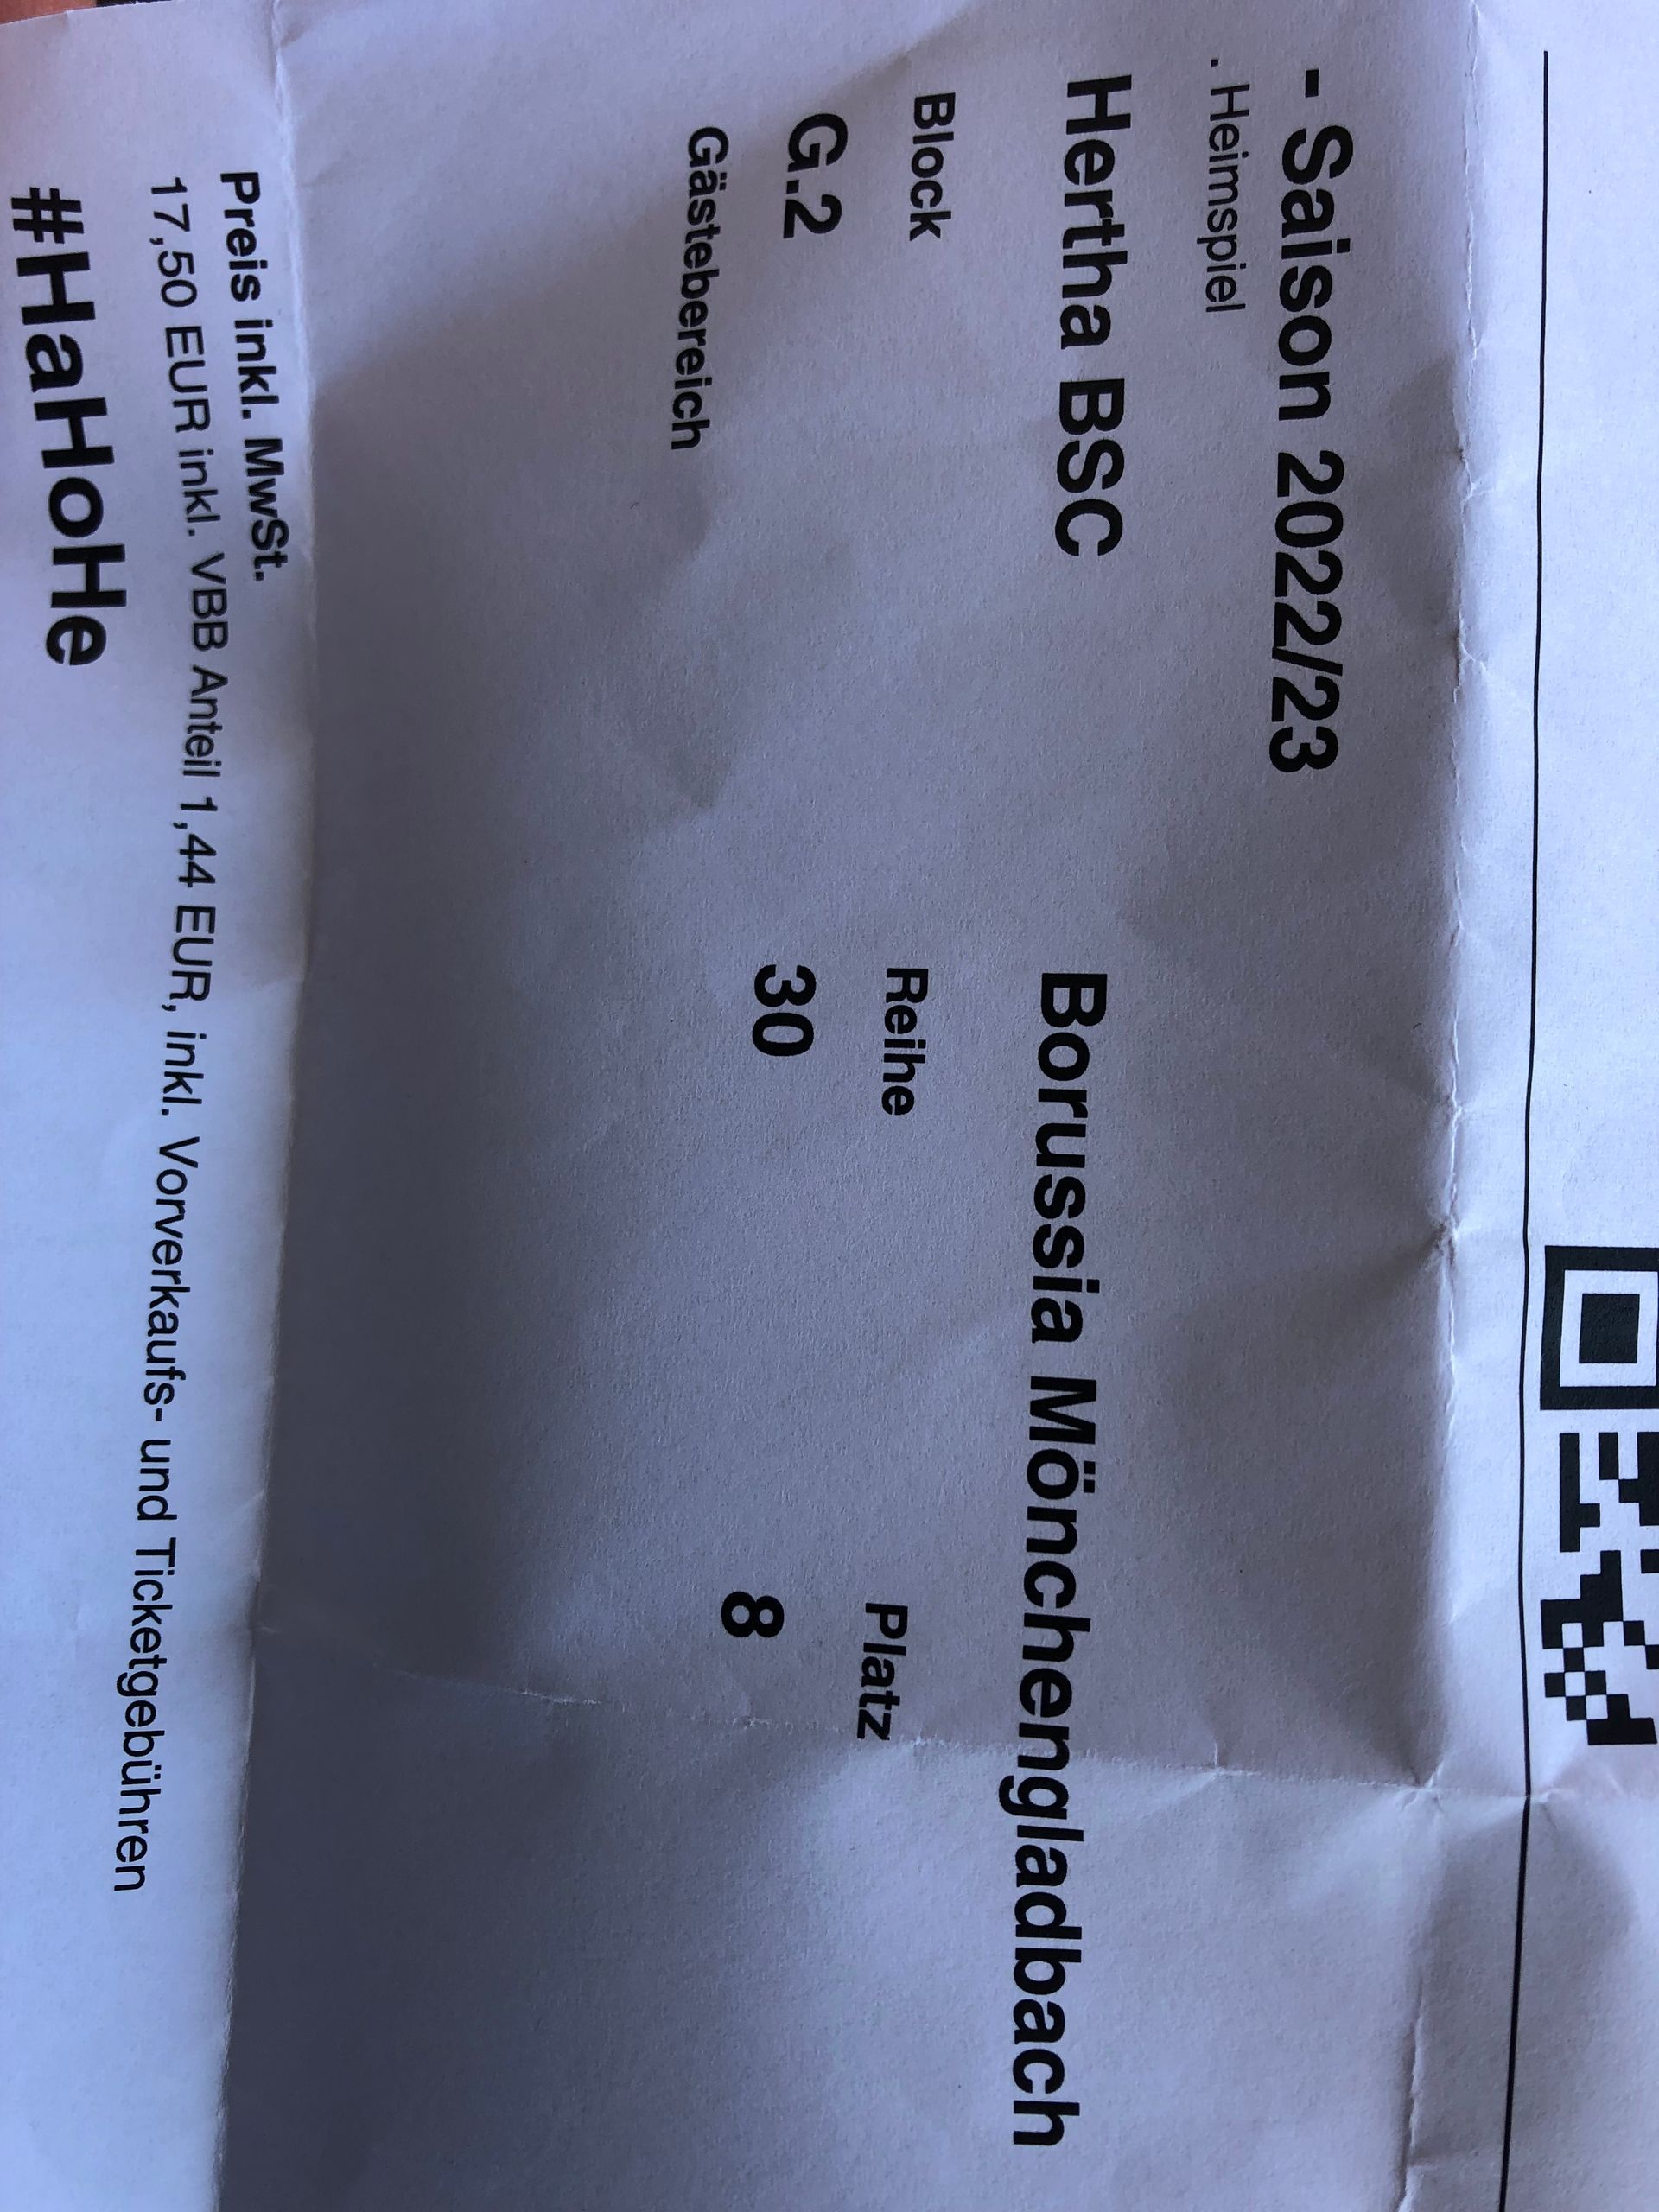 - Saison 2022/23
. Heimspiel
Hertha BSC Borussia Mönchengladbach
Block Reihe Platz
G.2 30 8
Gästebereich
Preis inkl. MwSt.
17,50 EUR inkl. VBB Anteil 1,44 EUR, inkl. Vorverkaufs- und Ticketgebühren
#HaHoHe